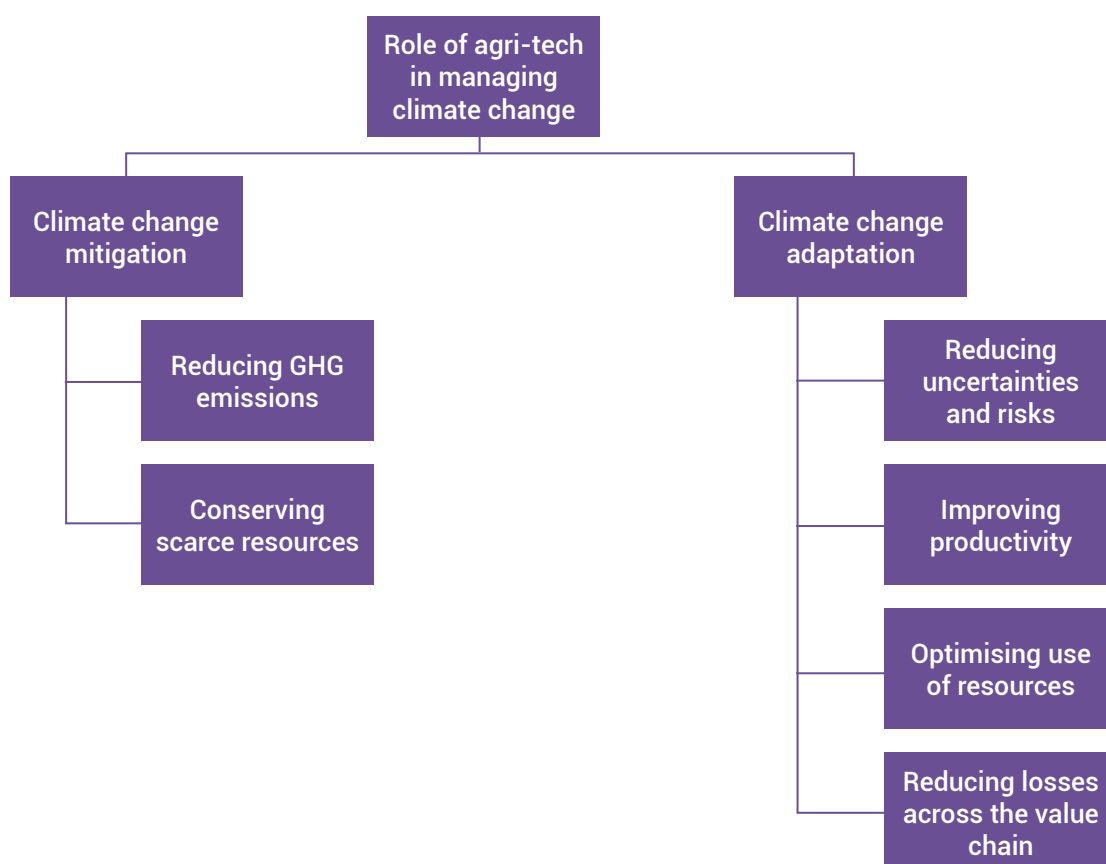 Role of agri-tech
in managing
climate change
Climate change
mitigation
Reducing GHG
emissions
Conserving
scarce resources
Climate change
adaptation
Reducing
uncertainties
and risks
Improving
productivity
Optimising use
of resources
Reducing losses
across the value
chain